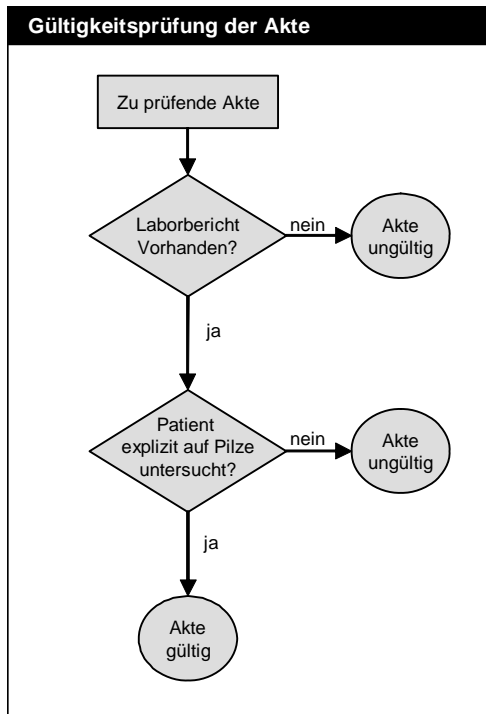 Gültigkeitsprüfung der Akte
Zu prüfende Akte
Laborbericht
Vorhanden?
nein
Akte
ungültig
ja
Patient
explizit auf Pilze
untersucht?
nein
Akte
ungültig
ja
Akte
gültig